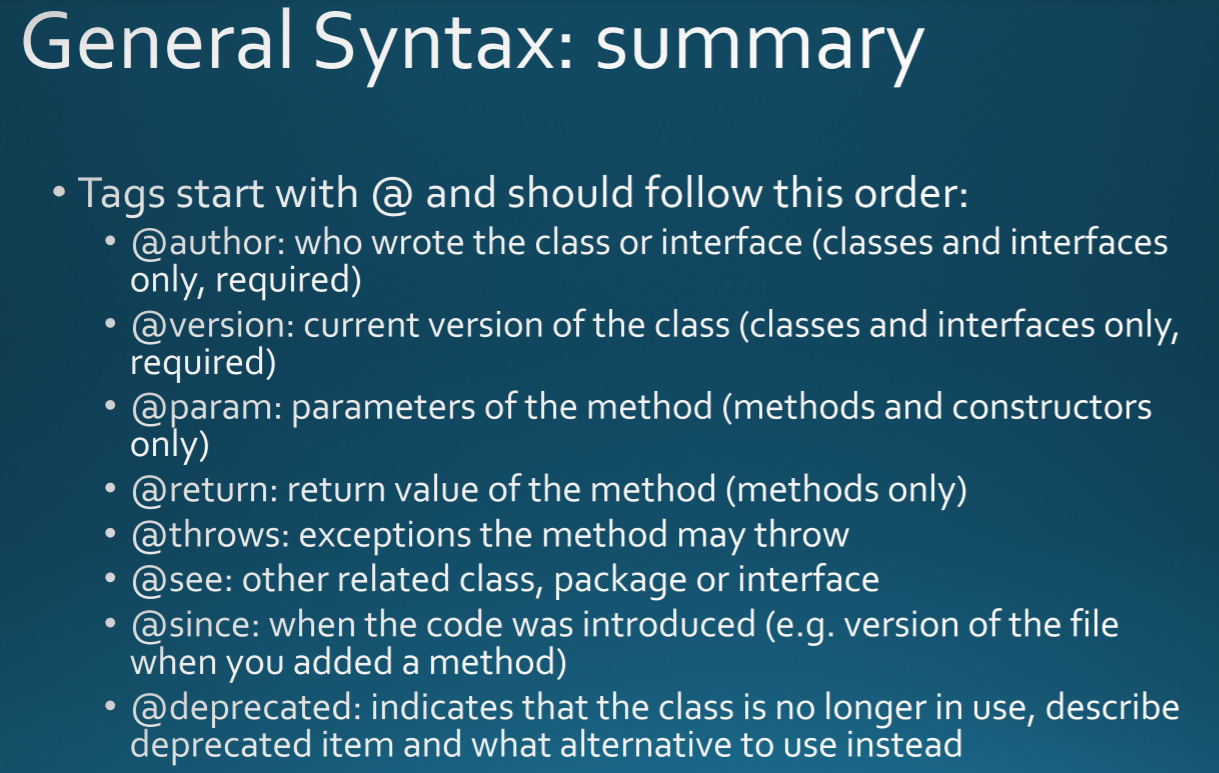 General Syntax: summary
• Tags start with @ and should follow this order:
• @author: who wrote the class or interface (classes and interfaces
only, required)
• @version: current version of the class (classes and interfaces only,
required)
• @param: parameters of the method (methods and constructors
only)
• @return: return value of the method (methods only)
• @throws: exceptions the method may throw
• @see: other related class, package or interface
• @since: when the code was introduced (e.g. version of the file
when you added a method)
• @deprecated: indicates that the class is no longer in use, describe
deprecated item and what alternative to use instead